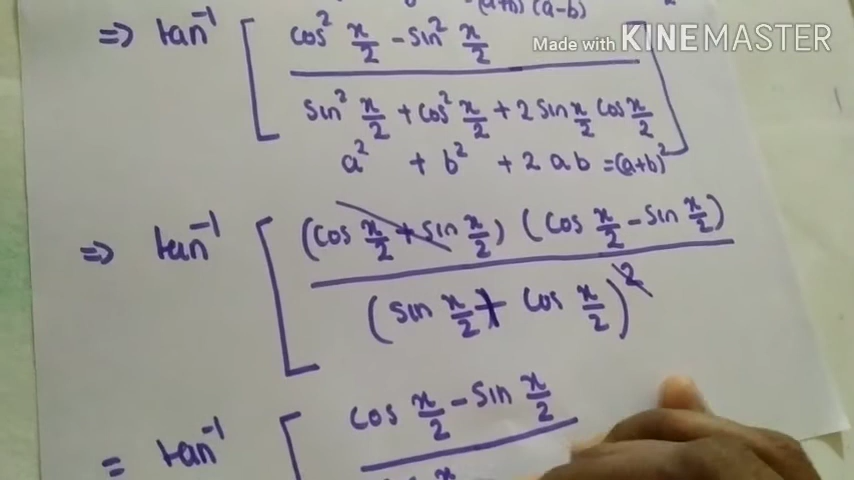 (a+b) (a-b)
Made with KINEMASTER
=> tan⁻¹ [ cos² x/2 - sin² x/2
sin² x/2 + cos² x/2 + 2 sin x/2 cos x/2 ]
a² + b² + 2ab = (a+b)²
=> tan⁻¹ [ (cos x/2 + sin x/2) (cos x/2 - sin x/2)
(sin x/2 + cos x/2)²
= tan⁻¹ [ cos x/2 - sin x/2